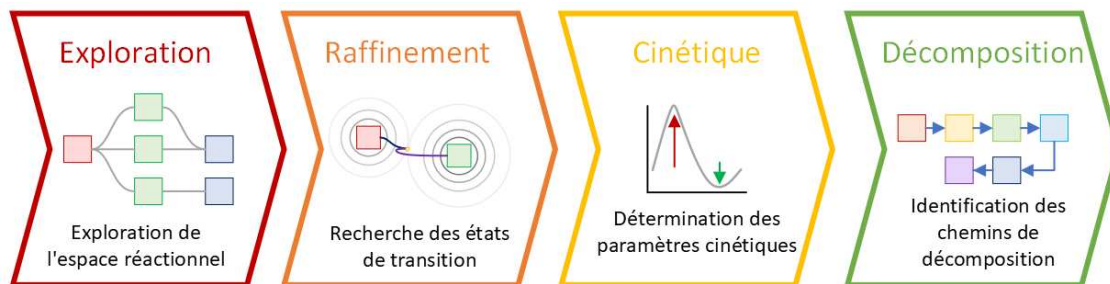 Exploration
Exploration de
l'espace réactionnel
Raffinement
Recherche des états
de transition
Cinétique
Détermination des
paramètres cinétiques
Décomposition
Identification des
chemins de
décomposition